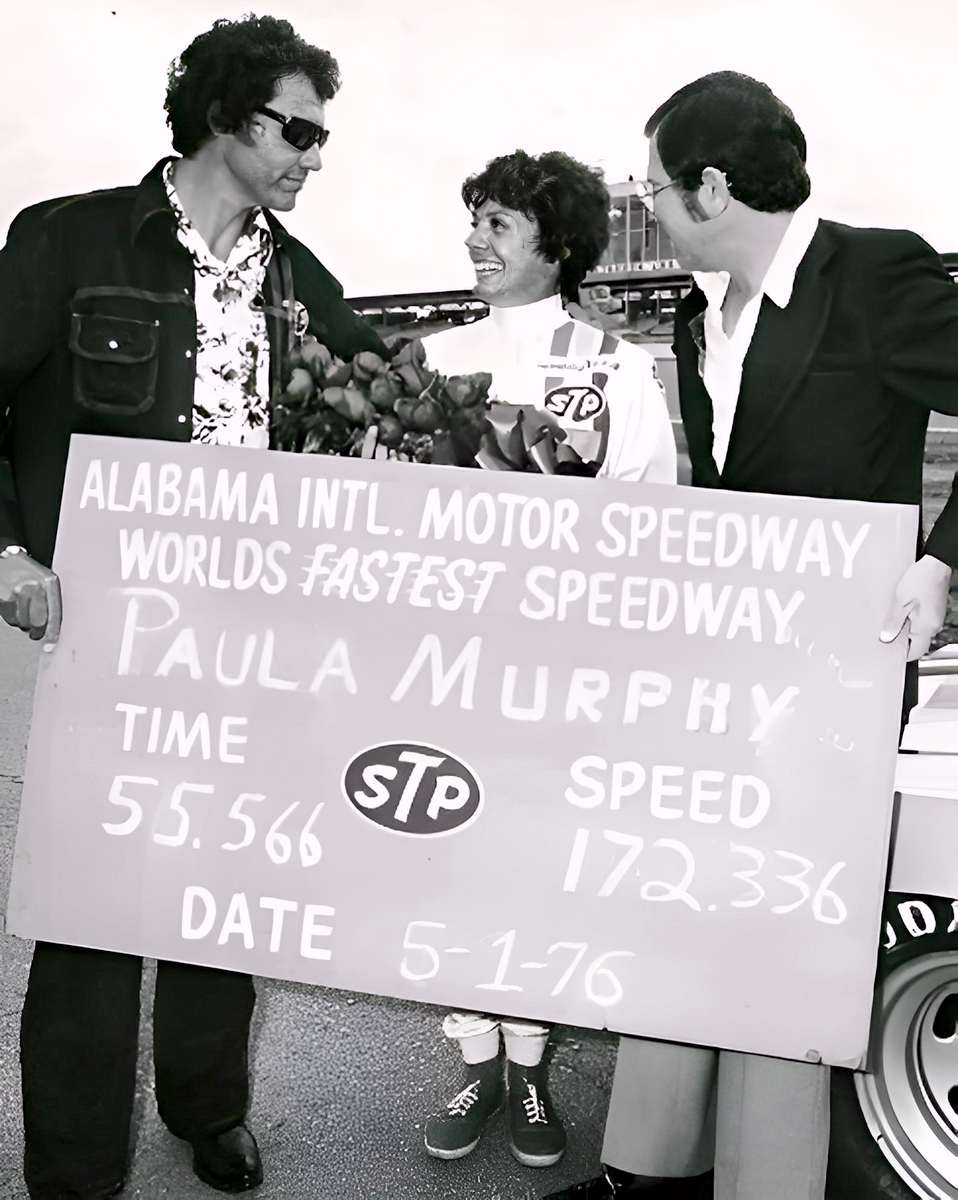 STP
ALABAMA INTL. MOTOR SPEEDWAY
WORLDS FASTEST SPEEDWAY
PAULA MURPHY
TIME
SPEED
STP
55.566
172.336
DATE 5-1-76